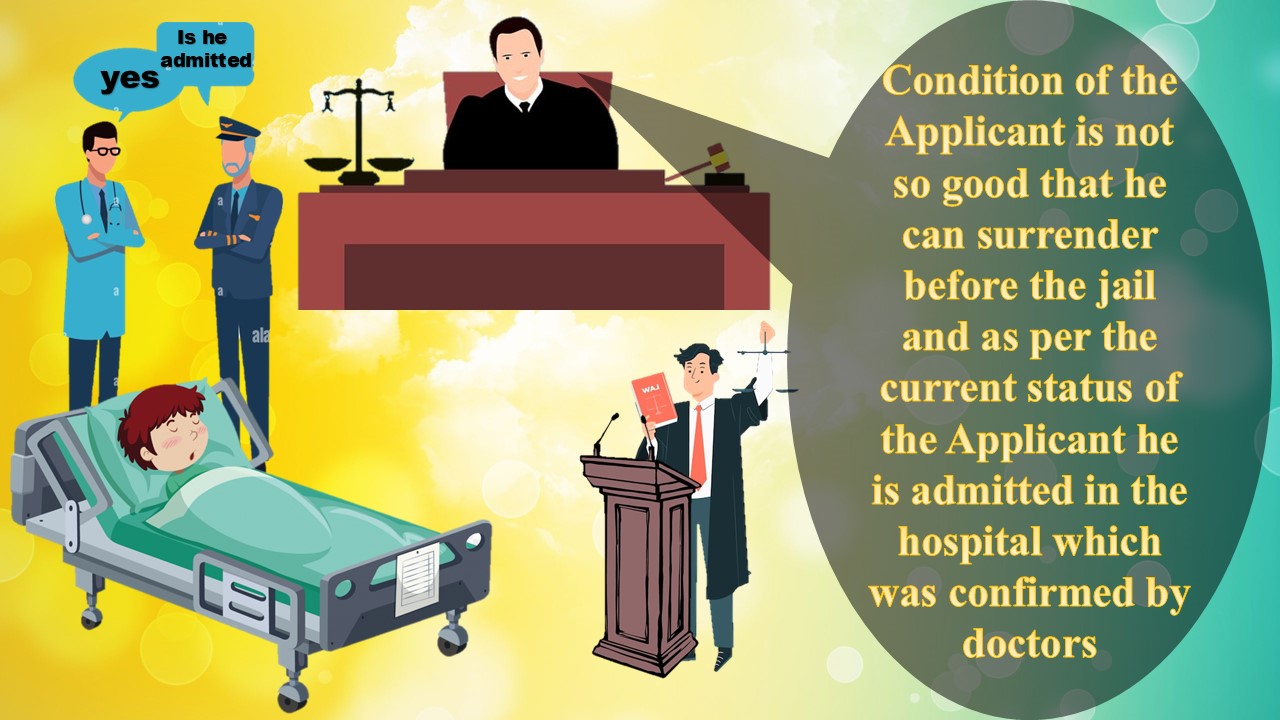 Is he
admitted
yes
Condition of the
Applicant is not
so good that he
can surrender
before the jail
and as per the
current status of
the Applicant he
is admitted in the
hospital which
was confirmed by
doctors
WAJ
a
a
a
a
a
a
ala